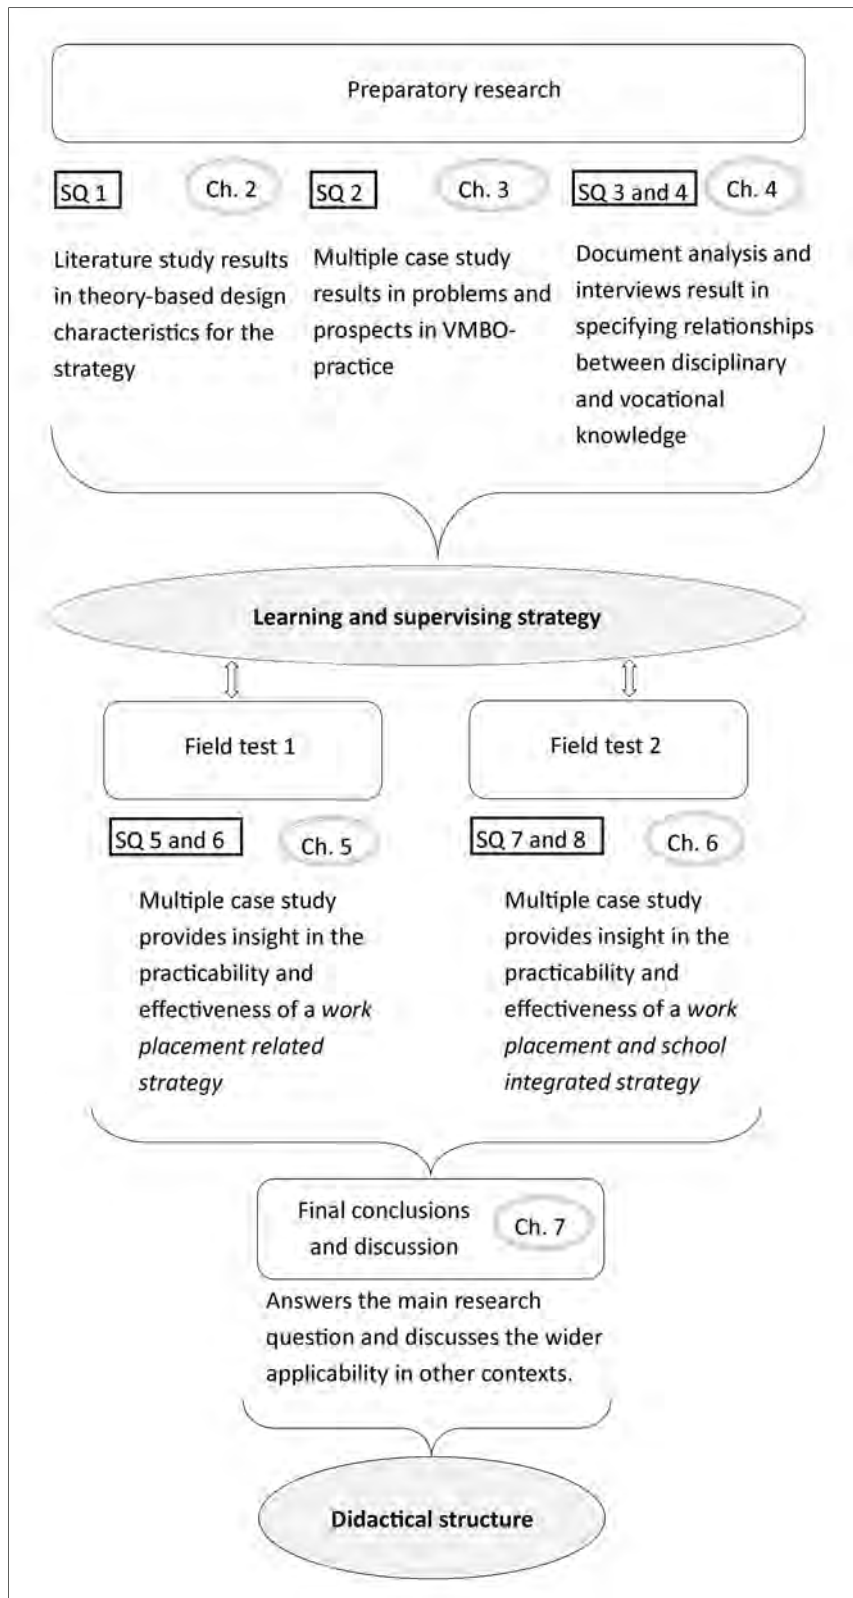 Preparatory research
SQ 1
Ch. 2
Literature study results
in theory-based design
characteristics for the
strategy
SQ 2
Ch. 3
Multiple case study
results in problems and
prospects in VMBO-
practice
SQ 3 and 4
Ch. 4
Document analysis and
interviews result in
specifying relationships
between disciplinary
and vocational
knowledge
Learning and supervising strategy
Field test 1
SQ 5 and 6
Ch. 5
Multiple case study
provides insight in the
practicability and
effectiveness of a work
placement related
strategy
Field test 2
SQ 7 and 8
Ch. 6
Multiple case study
provides insight in the
practicability and
effectiveness of a work
placement and school
integrated strategy
Final conclusions
and discussion
Ch. 7
Answers the main research
question and discusses the wider
applicability in other contexts.
Didactical structure